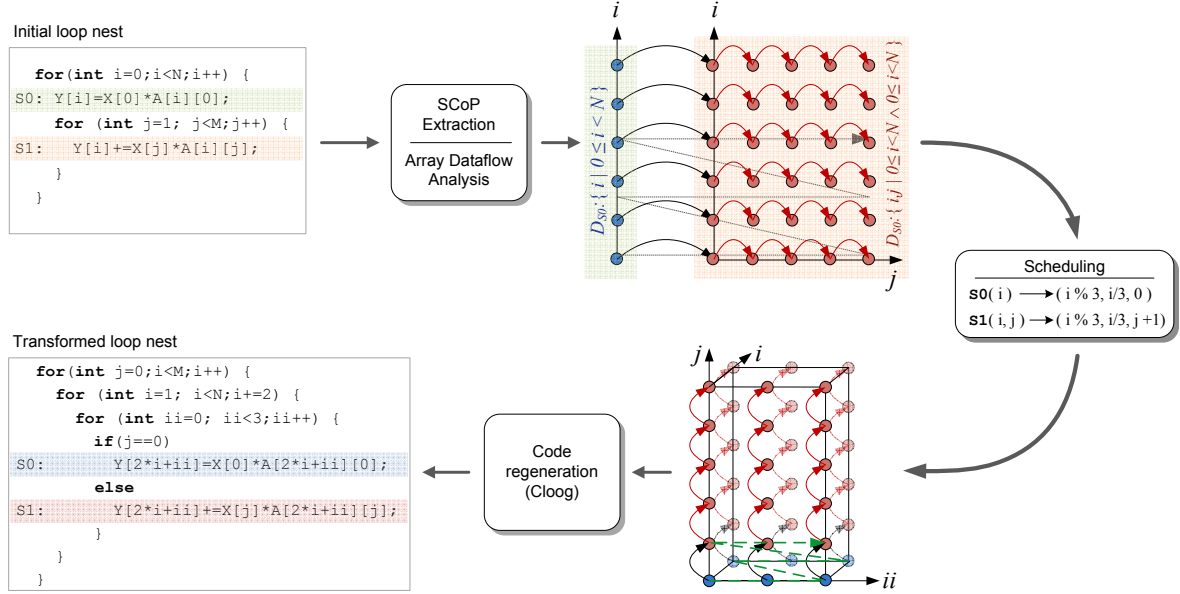 Initial loop nest
for(int i=0;i<N;i++) {
S0: Y[i]=X[0]*A[i][0];
for (int j=1; j<M;j++) {
S1: Y[i]+=X[j]*A[i][j];
}
}
SCoP
Extraction
Array Dataflow
Analysis
i
i
D_S0:{ i | 0≤i < N}
D_S0:{ i,j | 0≤i<N ∧ 0≤i<N }
j
Scheduling
S0( i ) ⟶ ( i % 3, i/3, 0 )
S1( i, j ) ⟶ ( i % 3, i/3, j +1)
Transformed loop nest
for(int j=0;i<M;i++) {
for (int i=1; i<N;i+=2) {
for (int ii=0; ii<3;ii++) {
if(j==0)
S0: Y[2*i+ii]=X[0]*A[2*i+ii][0];
else
S1: Y[2*i+ii]+=X[j]*A[2*i+ii][j];
}
}
}
Code
regeneration
(Cloog)
j
i
ii